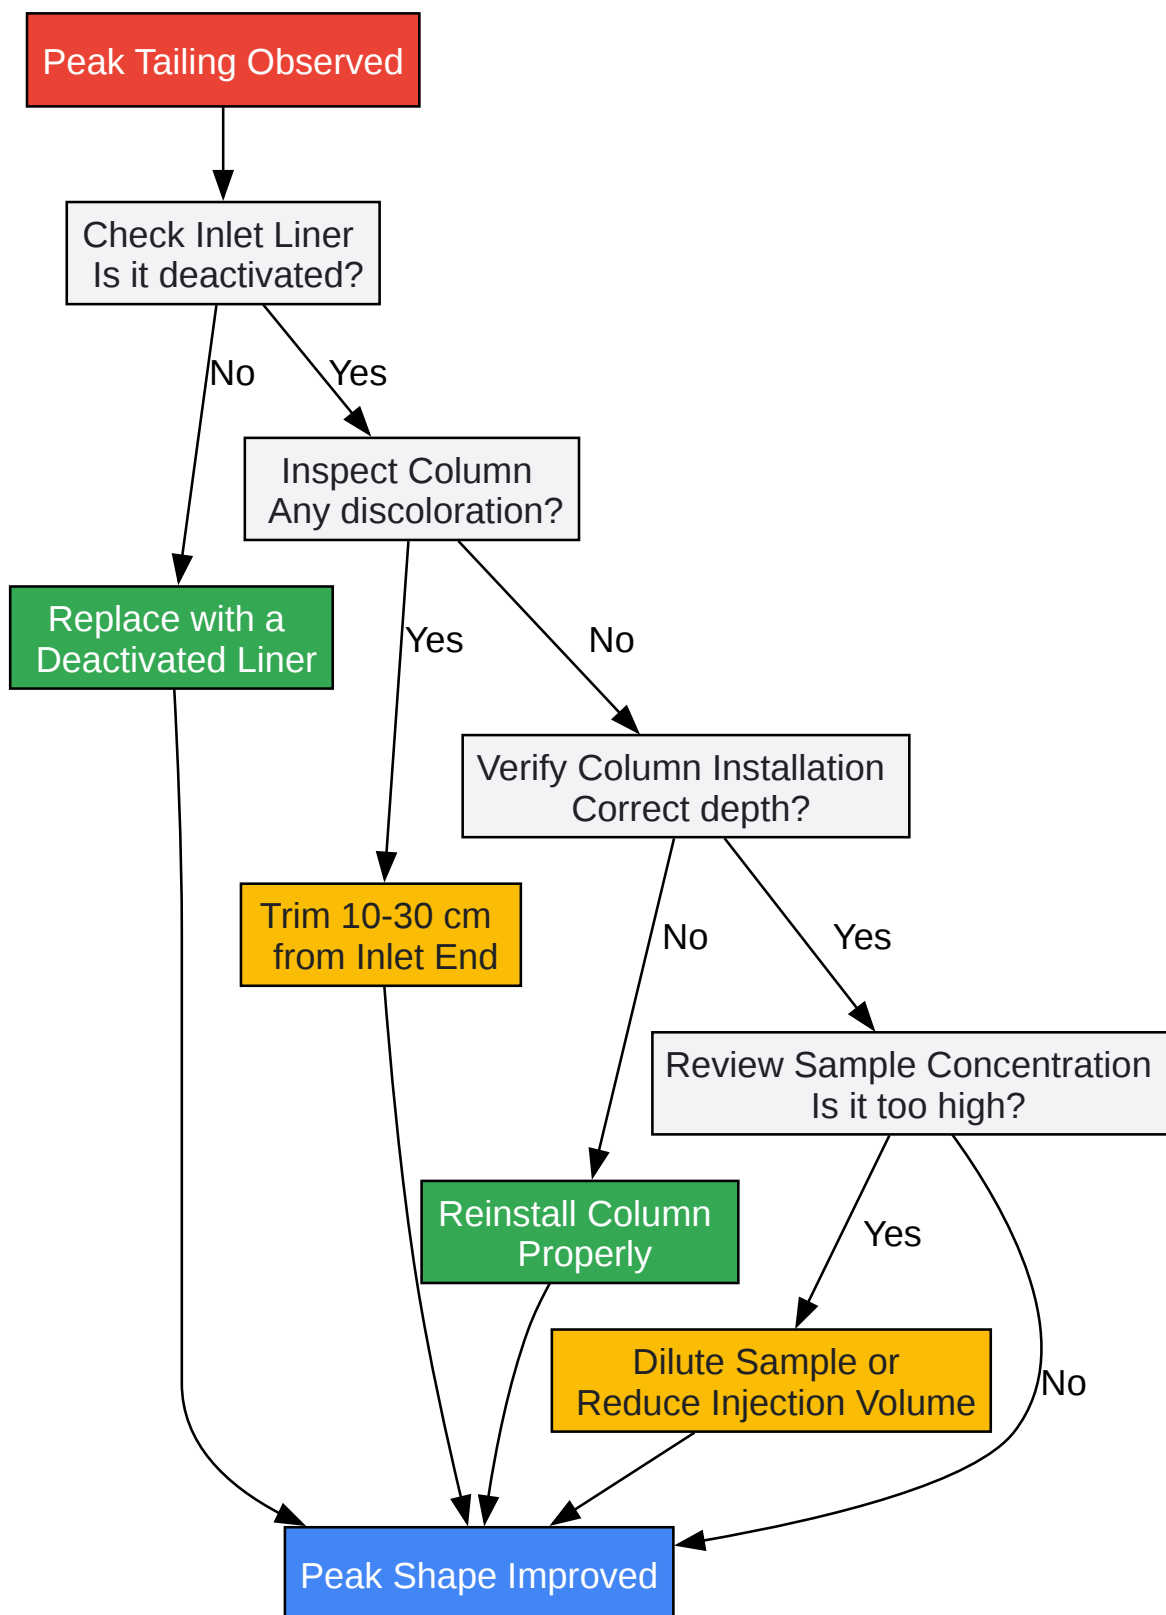 Peak Tailing Observed
Check Inlet Liner
Is it deactivated?
No
Yes
Inspect Column
Any discoloration?
Replace with a
Deactivated Liner
Yes
No
Verify Column Installation
Correct depth?
Trim 10-30 cm
from Inlet End
No
Yes
Review Sample Concentration
Is it too high?
Reinstall Column
Properly
Yes
Dilute Sample or
Reduce Injection Volume
No
Peak Shape Improved